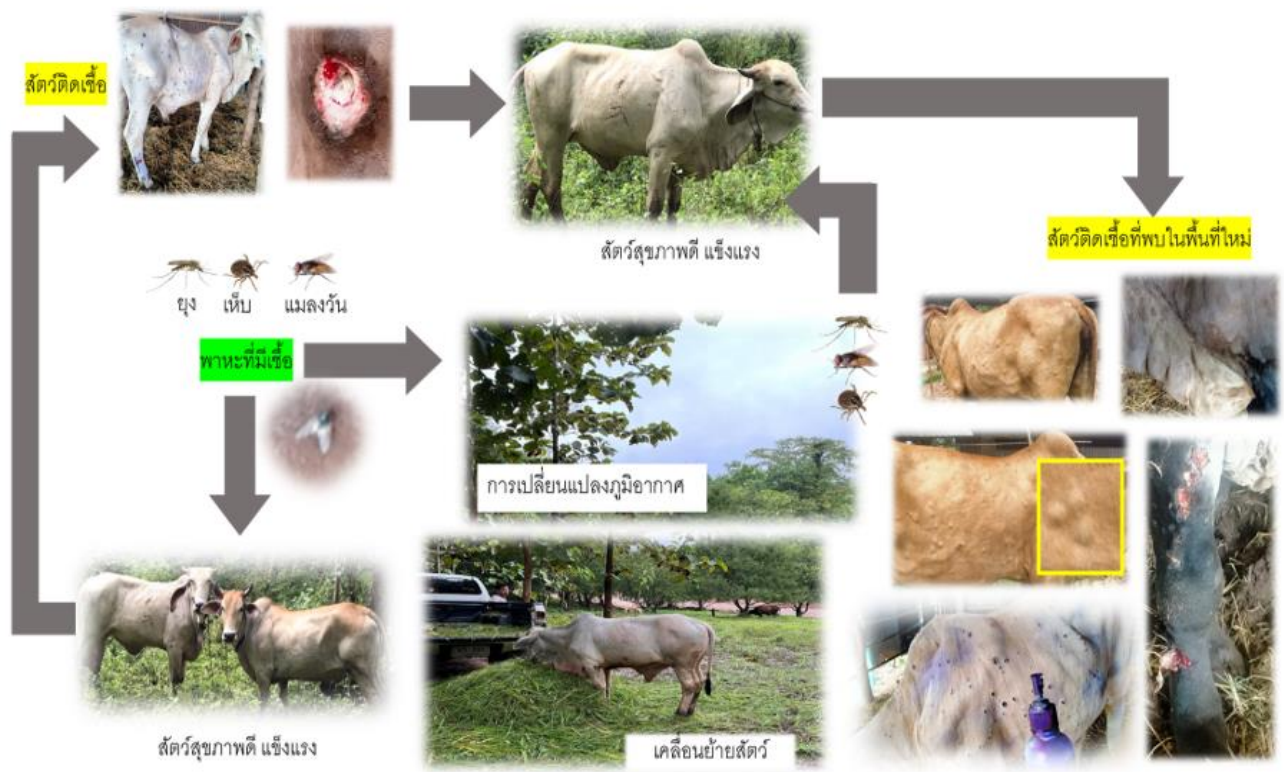 สัตว์ติดเชื้อ
สัตว์สุขภาพดี แข็งแรง
สัตว์ติดเชื้อที่พบในพื้นที่ใหม่
ยุง เห็บ แมลงวัน
พาหะที่มีเชื้อ
การเปลี่ยนแปลงภูมิอากาศ
สัตว์สุขภาพดี แข็งแรง
เคลื่อนย้ายสัตว์